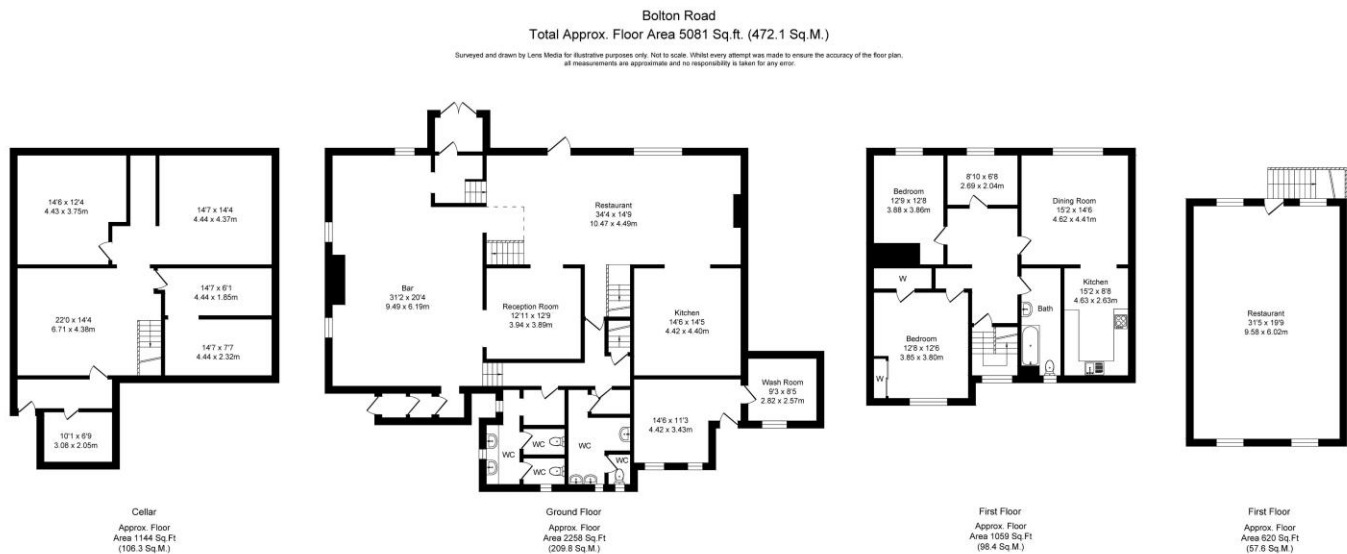 Bolton Road
Total Approx. Floor Area 5081 Sq.ft. (472.1 Sq.M.)
Surveyed and drawn by Lens Media for illustrative purposes only. Not to scale. Whilst every attempt was made to ensure the accuracy of the floor plan,
all measurements are approximate and no responsibility is taken for any error.
14'6 x 12'4
4.43 x 3.75m
14'7 x 14'4
4.44 x 4.37m
14'7 x 6'1
4.44 x 1.85m
22'0 x 14'4
6.71 x 4.38m
14'7 x 7'7
4.44 x 2.32m
10'1 x 6'9
3.08 x 2.05m
Cellar
Approx. Floor
Area 1144 Sq.Ft
(106.3 Sq.M.)
Restaurant
34'4 x 14'9
10.47 x 4.49m
Bar
31'2 x 20'4
9.49 x 6.19m
Reception Room
12'11 x 12'9
3.94 x 3.89m
Kitchen
14'6 x 14'5
4.42 x 4.40m
Wash Room
9'3 x 8'5
2.82 x 2.57m
14'6 x 11'3
4.42 x 3.43m
WC
WC
WC
WC
WC
Ground Floor
Approx. Floor
Area 2258 Sq.Ft
(209.8 Sq.M.)
Bedroom
12'9 x 12'8
3.88 x 3.86m
8'10 x 6'8
2.69 x 2.04m
Dining Room
15'2 x 14'6
4.62 x 4.41m
W
Kitchen
15'2 x 8'8
4.63 x 2.63m
Bath
Bedroom
12'8 x 12'6
3.85 x 3.80m
W
First Floor
Approx. Floor
Area 1059 Sq.Ft
(98.4 Sq.M.)
Restaurant
31'5 x 19'9
9.58 x 6.02m
First Floor
Approx. Floor
Area 620 Sq.Ft
(57.6 Sq.M.)